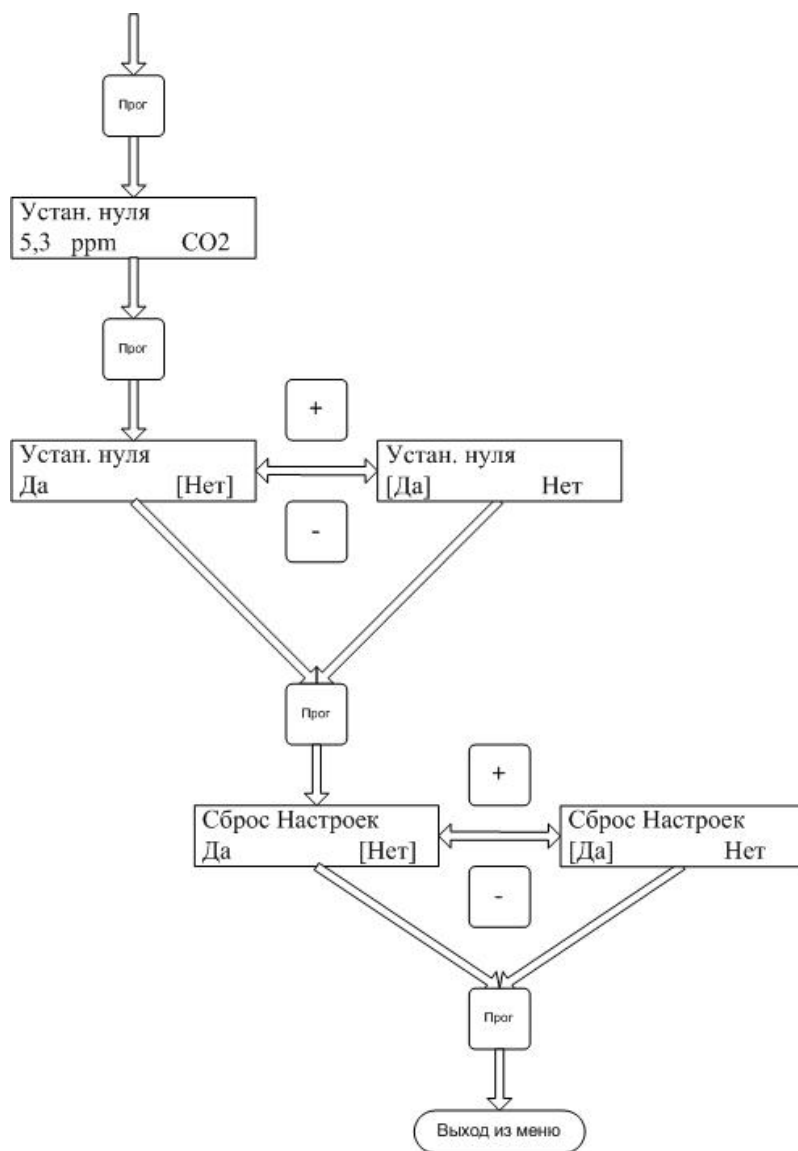 Прог
Устан. нуля
5,3 ppm CO2
Прог
+
Устан. нуля
Да [Нет]
Устан. нуля
[Да] Нет
-
Прог
+
Сброс Настроек
Да [Нет]
Сброс Настроек
[Да] Нет
-
Прог
Выход из меню